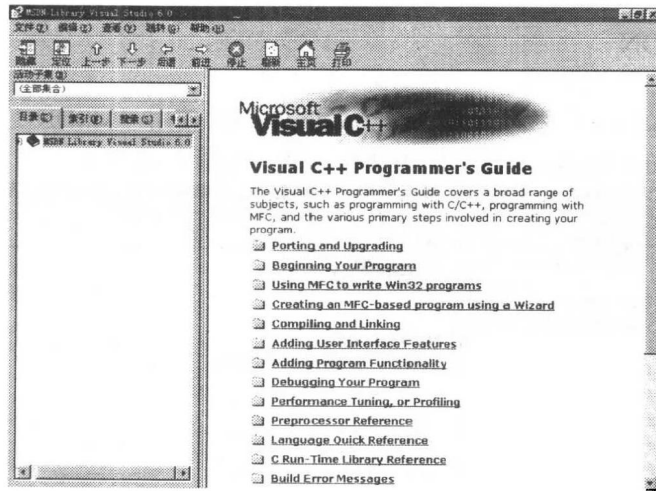 MSDN Library Visual Studio 6.0
文件(F) 编辑(E) 查看(V) 跳转(G) 帮助(H)
隐藏 定位 上一步 下一步 后退 前进 停止 刷新 主页 打印
活动子集(B)
(全部集合)
目录(C) 索引(N) 搜索(S)
MSDN Library Visual Studio 6.0
Microsoft
Visual C++
Visual C++ Programmer's Guide
The Visual C++ Programmer's Guide covers a broad range of
subjects, such as programming with C/C++, programming with
MFC, and the various primary steps involved in creating your
program.
Porting and Upgrading
Beginning Your Program
Using MFC to write Win32 programs
Creating an MFC-based program using a Wizard
Compiling and Linking
Adding User Interface Features
Adding Program Functionality
Debugging Your Program
Performance Tuning, or Profiling
Preprocessor Reference
Language Quick Reference
C Run-Time Library Reference
Build Error Messages